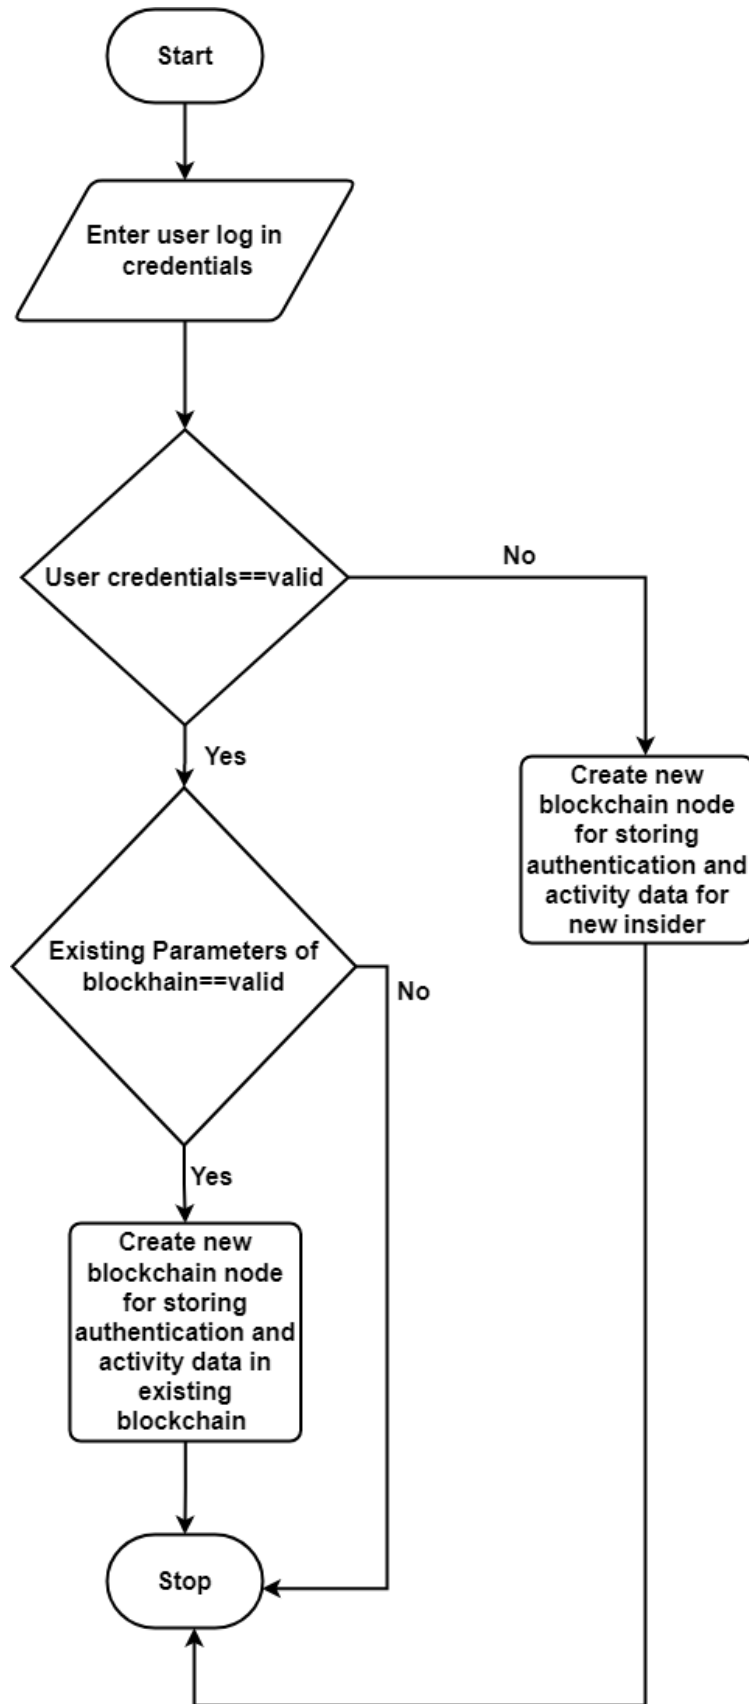 Start
Enter user log in
credentials
User credentials==valid
No
Yes
Create new
blockchain node
for storing
authentication and
activity data for
new insider
Existing Parameters of
blockhain==valid
No
Yes
Create new
blockchain node
for storing
authentication and
activity data in
existing
blockchain
Stop